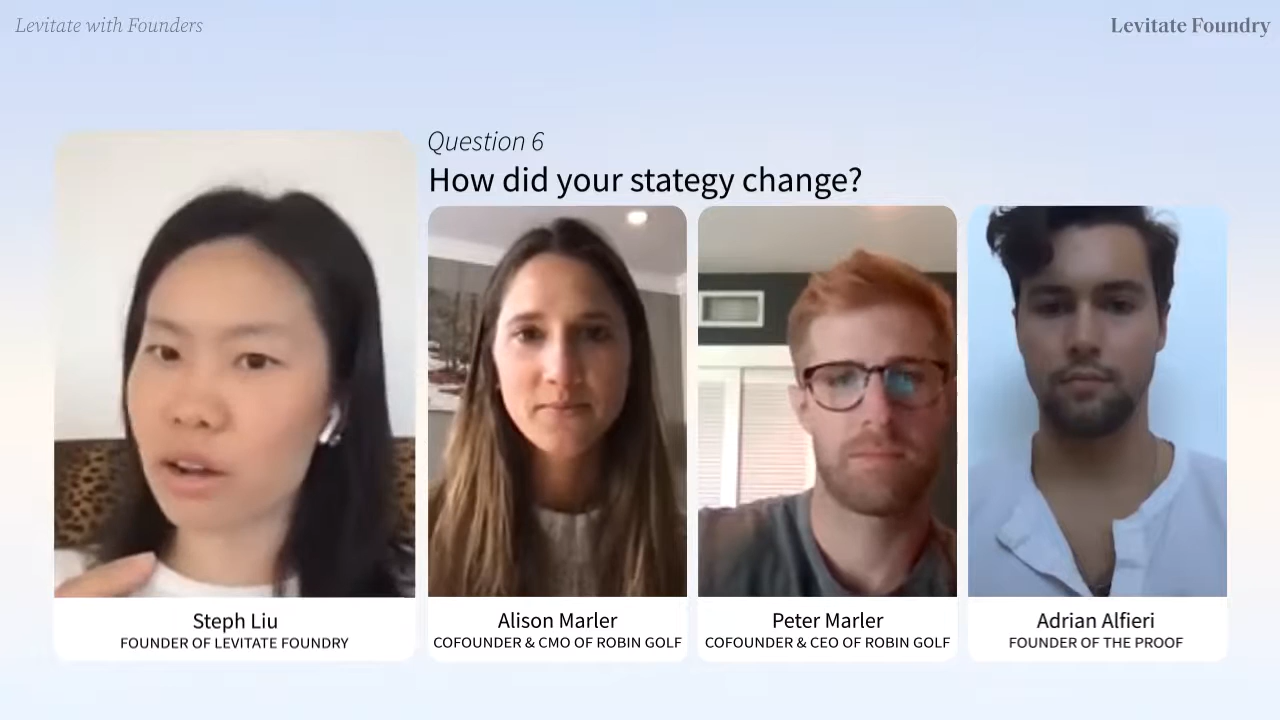 Levitate with Founders
Levitate Foundry
Question 6
How did your stategy change?
Steph Liu
FOUNDER OF LEVITATE FOUNDRY
Alison Marler
COFOUNDER & CMO OF ROBIN GOLF
Peter Marler
COFOUNDER & CEO OF ROBIN GOLF
Adrian Alfieri
FOUNDER OF THE PROOF